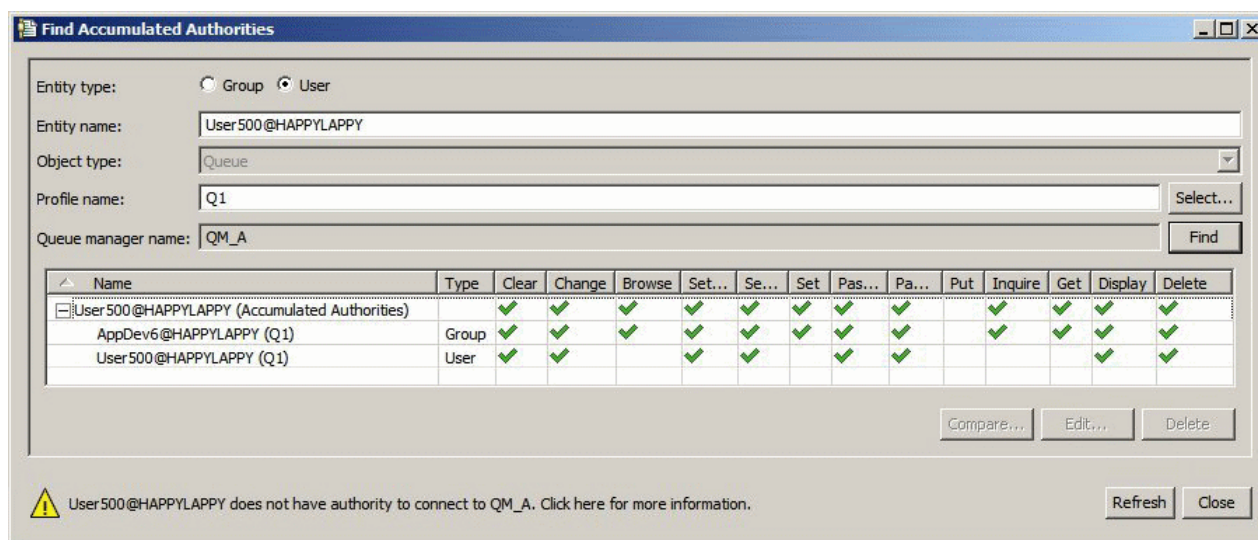 Find Accumulated Authorities
Entity type: Group User
Entity name: User500@HAPPYLAPPY
Object type: Queue
Profile name: Q1 Select...
Queue manager name: QM_A Find
Name Type Clear Change Browse Set... Se... Set Pas... Pa... Put Inquire Get Display Delete
User500@HAPPYLAPPY (Accumulated Authorities)
AppDev6@HAPPYLAPPY (Q1) Group
User500@HAPPYLAPPY (Q1) User
Compare... Edit... Delete
User500@HAPPYLAPPY does not have authority to connect to QM_A. Click here for more information. Refresh Close